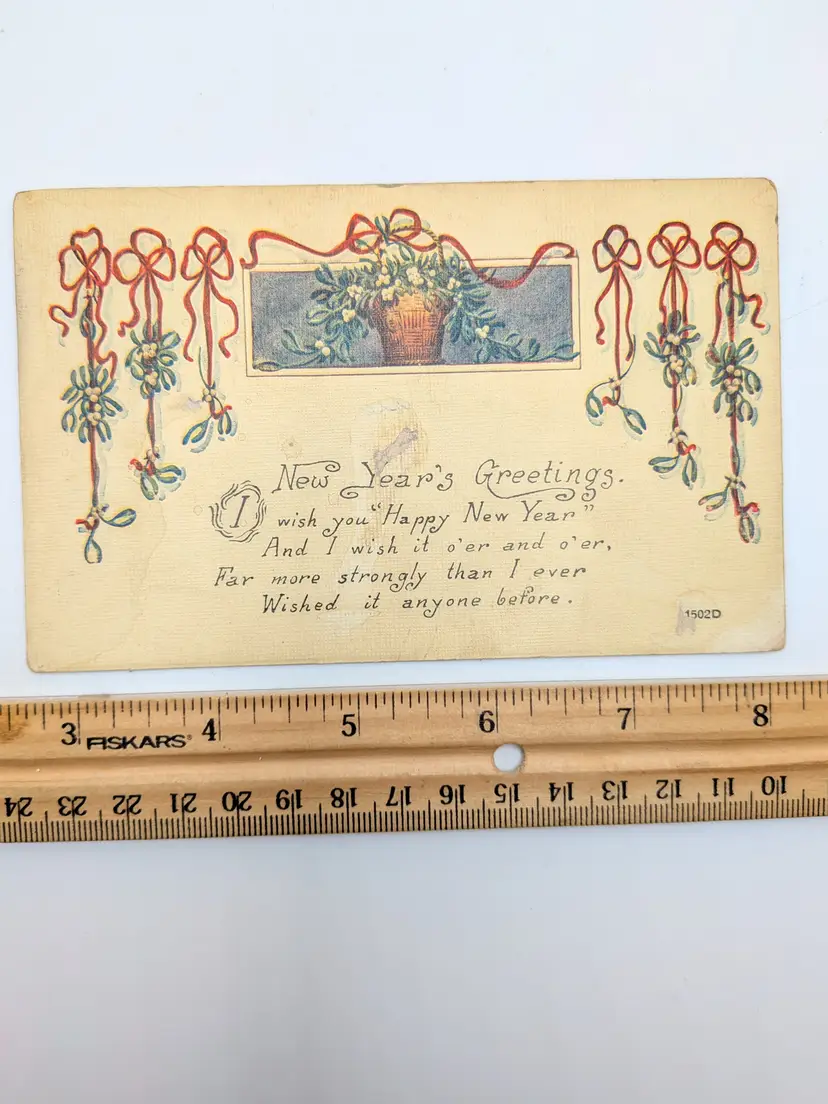 New Year's Greetings.
I wish you "Happy New Year"
And I wish it o'er and o'er,
Far more strongly than I ever
Wished it anyone before.
1502D
3 4 5 6 7 8
FISKARS®
24 23 22 21 20 19 18 17 16 15 14 13 12 11 10